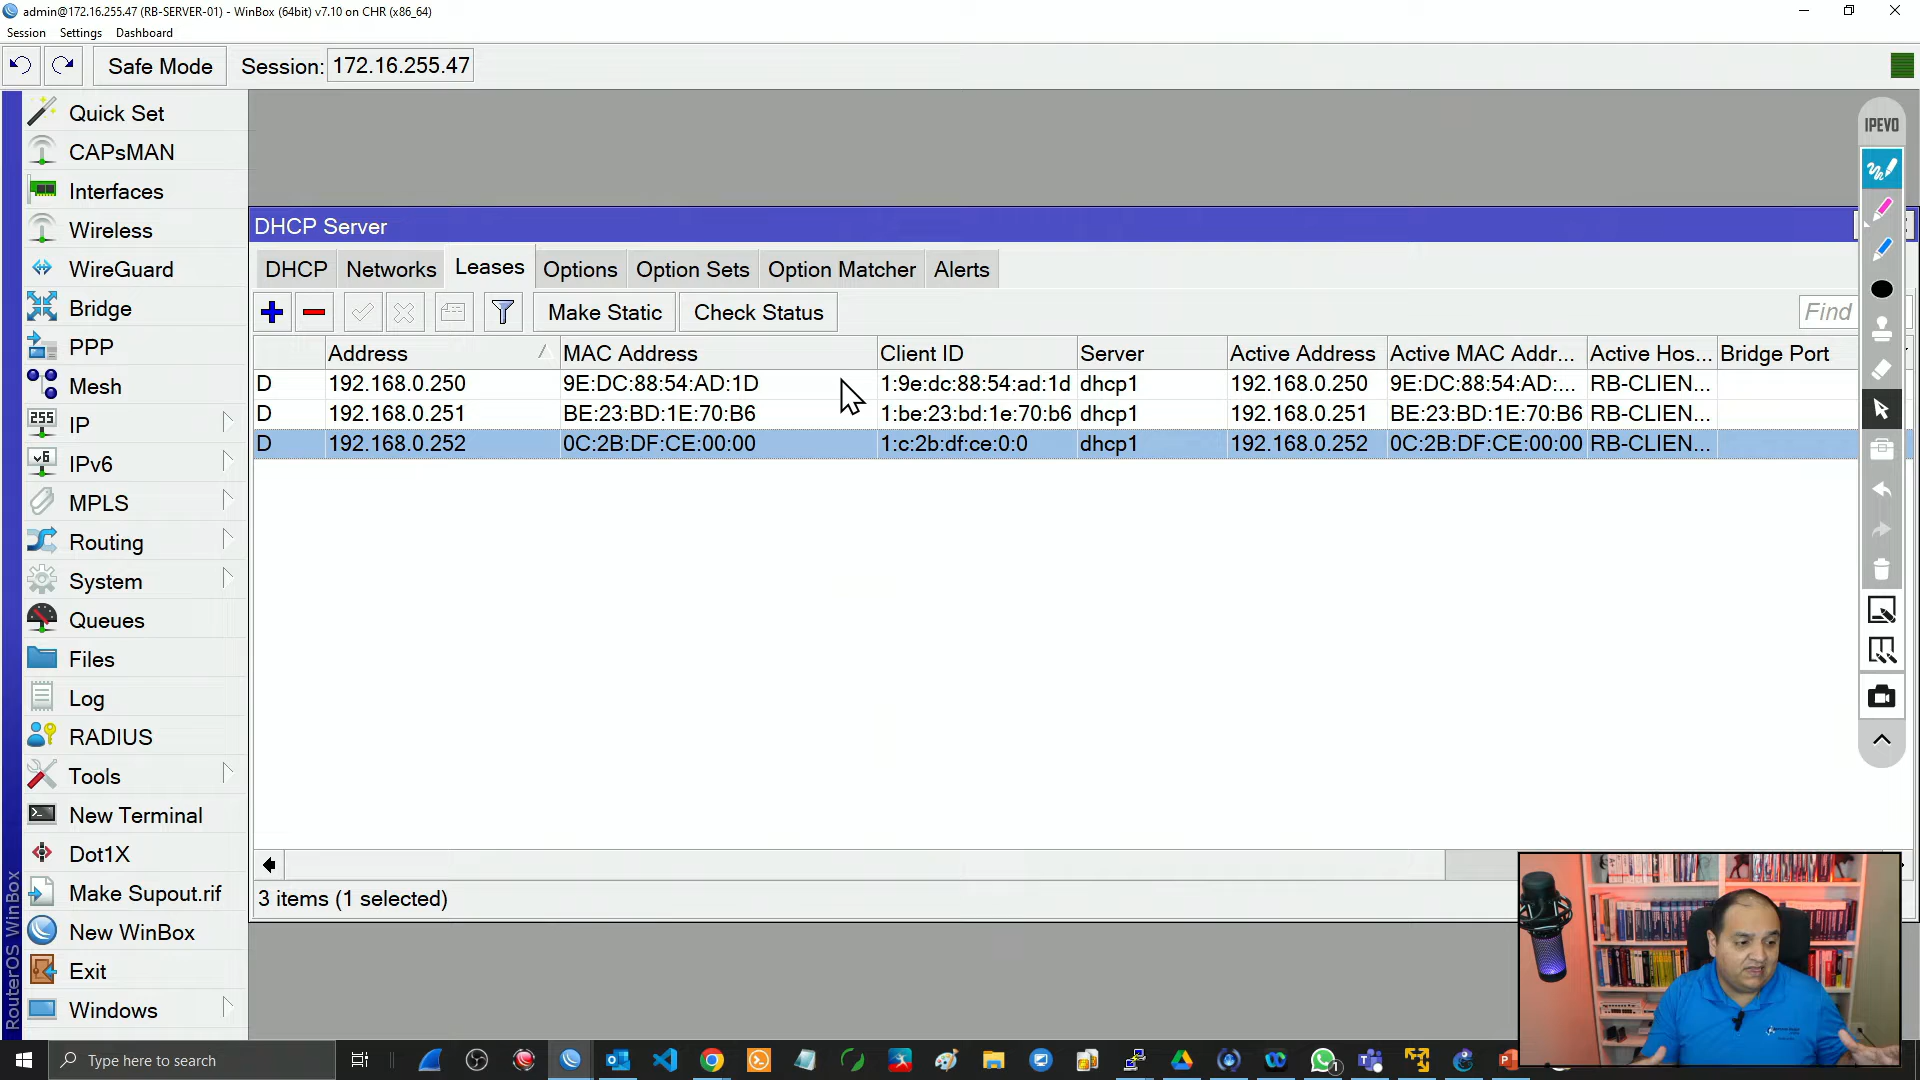 admin@172.16.255.47 (RB-SERVER-01) - WinBox (64bit) v7.10 on CHR (x86_64)
Session Settings Dashboard
Safe Mode Session: 172.16.255.47
Quick Set
CAPsMAN
Interfaces
Wireless
WireGuard
Bridge
PPP
Mesh
255 IP
v6 IPv6
MPLS
Routing
System
Queues
Files
Log
RADIUS
Tools
New Terminal
Dot1X
Make Supout.rif
New WinBox
Exit
Windows
RouterOS WinBox
DHCP Server
DHCP Networks Leases Options Option Sets Option Matcher Alerts
Make Static Check Status Find
Address MAC Address Client ID Server Active Address Active MAC Addr... Active Hos... Bridge Port
D 192.168.0.250 9E:DC:88:54:AD:1D 1:9e:dc:88:54:ad:1d dhcp1 192.168.0.250 9E:DC:88:54:AD:... RB-CLIEN...
D 192.168.0.251 BE:23:BD:1E:70:B6 1:be:23:bd:1e:70:b6 dhcp1 192.168.0.251 BE:23:BD:1E:70:B6 RB-CLIEN...
D 192.168.0.252 0C:2B:DF:CE:00:00 1:c:2b:df:ce:0:0 dhcp1 192.168.0.252 0C:2B:DF:CE:00:00 RB-CLIEN...
3 items (1 selected)
IPEVO
Type here to search